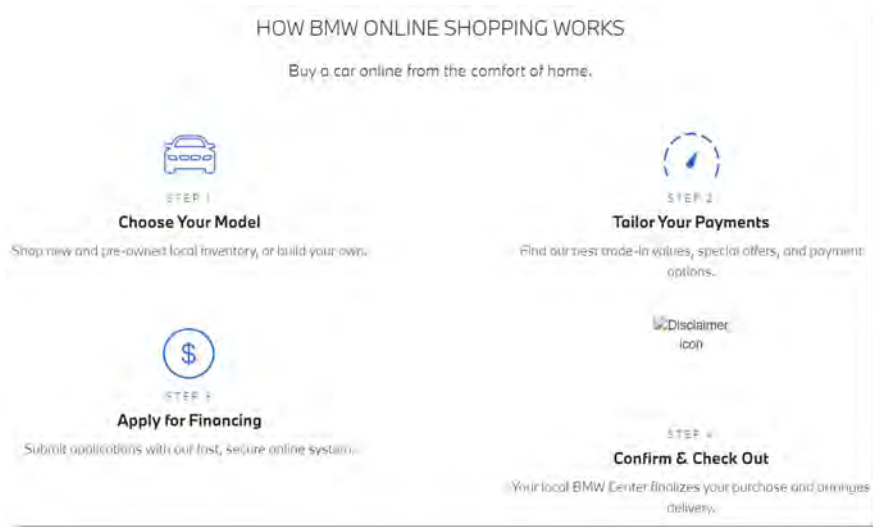 HOW BMW ONLINE SHOPPING WORKS
Buy a car online from the comfort of home.
STEP 1
Choose Your Model
Shop new and pre-owned local inventory, or build your own.
STEP 2
Tailor Your Payments
Find our best trade-in values, special offers, and payment
options.
$
STEP 3
Apply for Financing
Submit applications with our fast, secure online system.
Disclaimer
icon
STEP 4
Confirm & Check Out
Your local BMW Center finalizes your purchase and arranges
delivery.